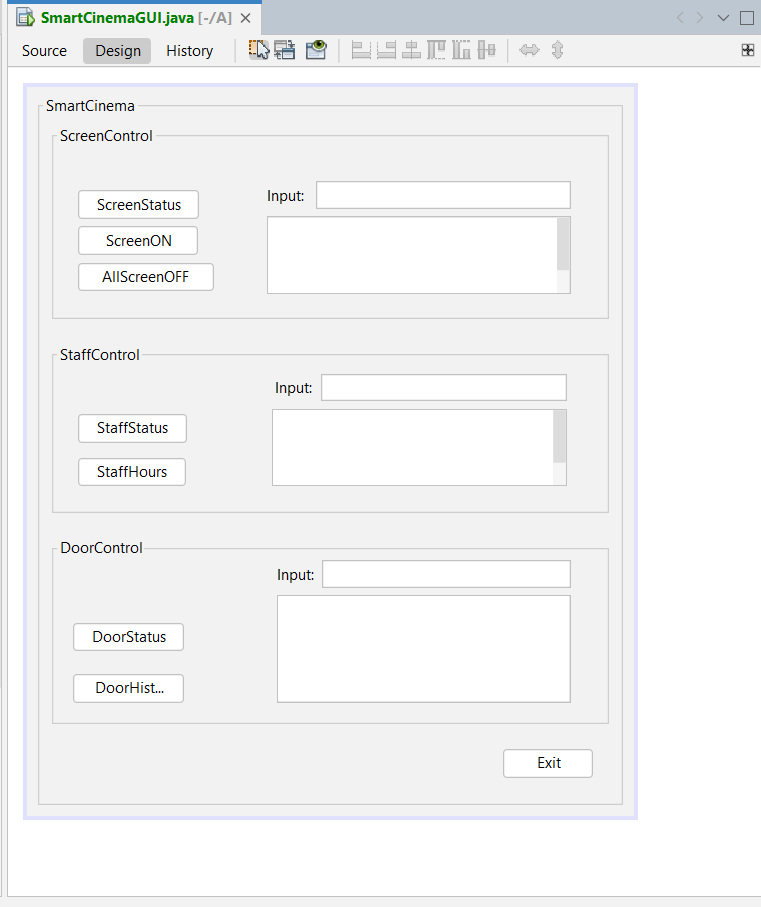 SmartCinemaGUI.java [-/A]
Source Design History
SmartCinema
ScreenControl
Input:
ScreenStatus
ScreenON
AllScreenOFF
StaffControl
Input:
StaffStatus
StaffHours
DoorControl
Input:
DoorStatus
DoorHist...
Exit